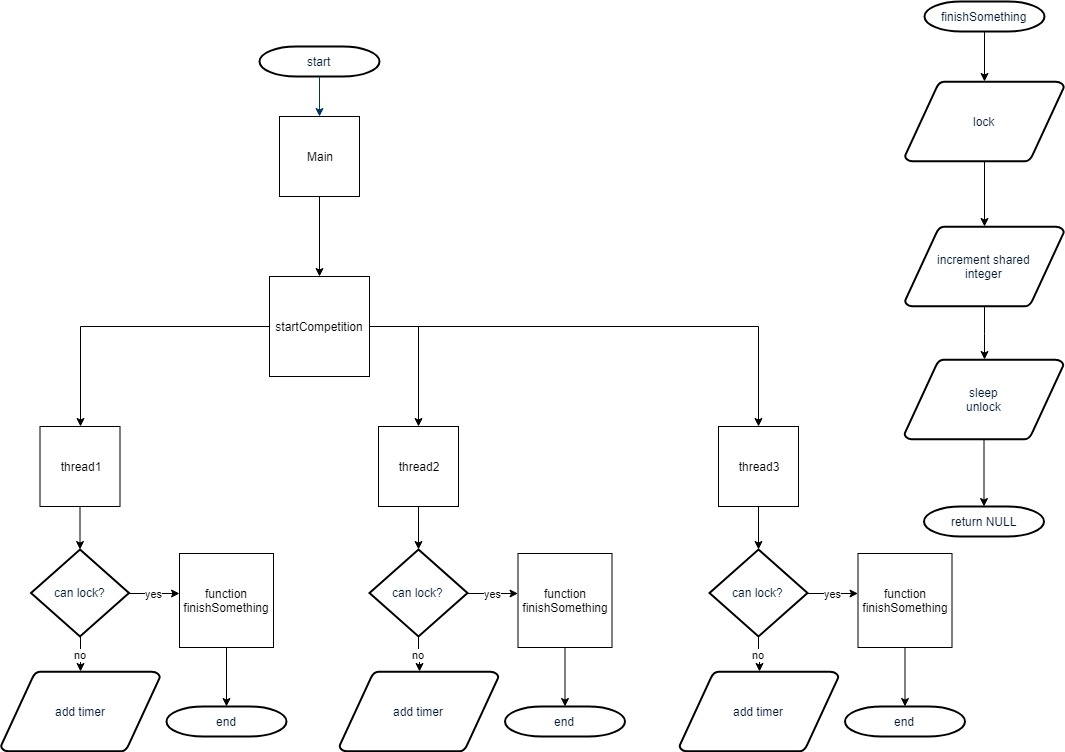 finishSomething
start
lock
Main
increment shared
integer
startCompetition
sleep
unlock
thread1
thread2
thread3
return NULL
can lock?
yes
function
finishSomething
can lock?
yes
function
finishSomething
can lock?
yes
function
finishSomething
no
no
no
add timer
end
add timer
end
add timer
end